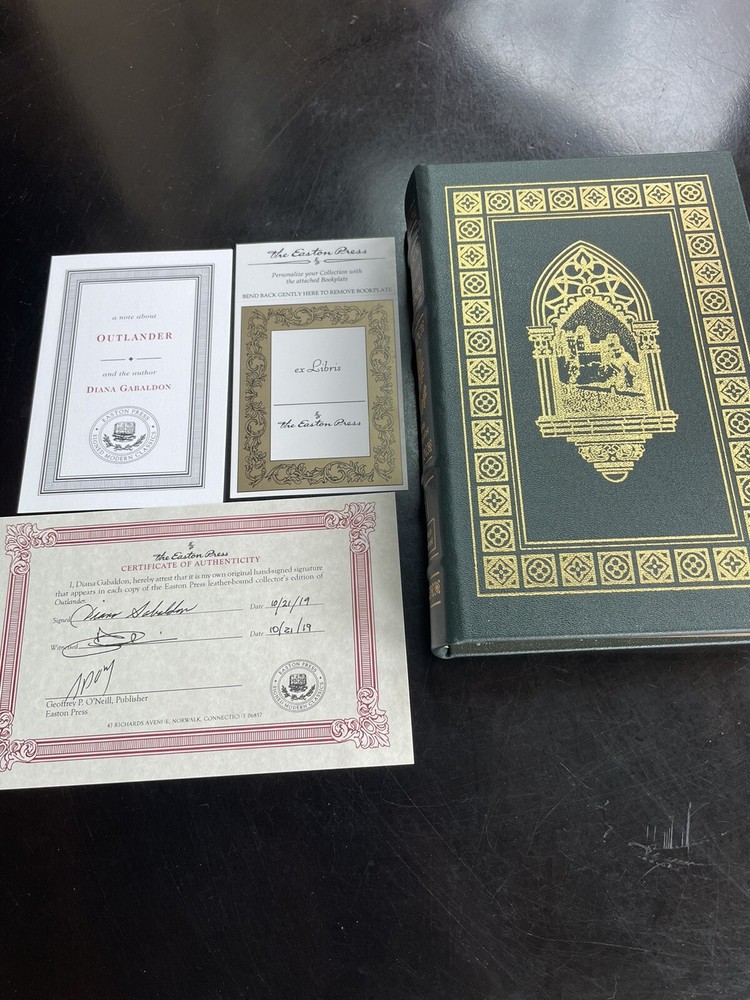 a note about
OUTLANDER
and the author
DIANA GABALDON
EASTON PRESS
SIGNED MODERN CLASSICS
the Easton Press
Personalize your Collection with
the attached Bookplate
BEND BACK GENTLY HERE TO REMOVE BOOKPLATE
ex Libris
the Easton Press
the Easton Press
CERTIFICATE OF AUTHENTICITY
I, Diana Gabaldon, hereby attest that it is my own original hand-signed signature
that appears in each copy of the Easton Press leather-bound collector's edition of
Outlander.
Signed Diana Gabaldon Date 10/21/19
Witnessed Date 10/21/19
Geoffrey P. O'Neill, Publisher
Easton Press
EASTON PRESS
SIGNED MODERN CLASSICS
47 RICHARDS AVENUE, NORWALK, CONNECTICUT 06857